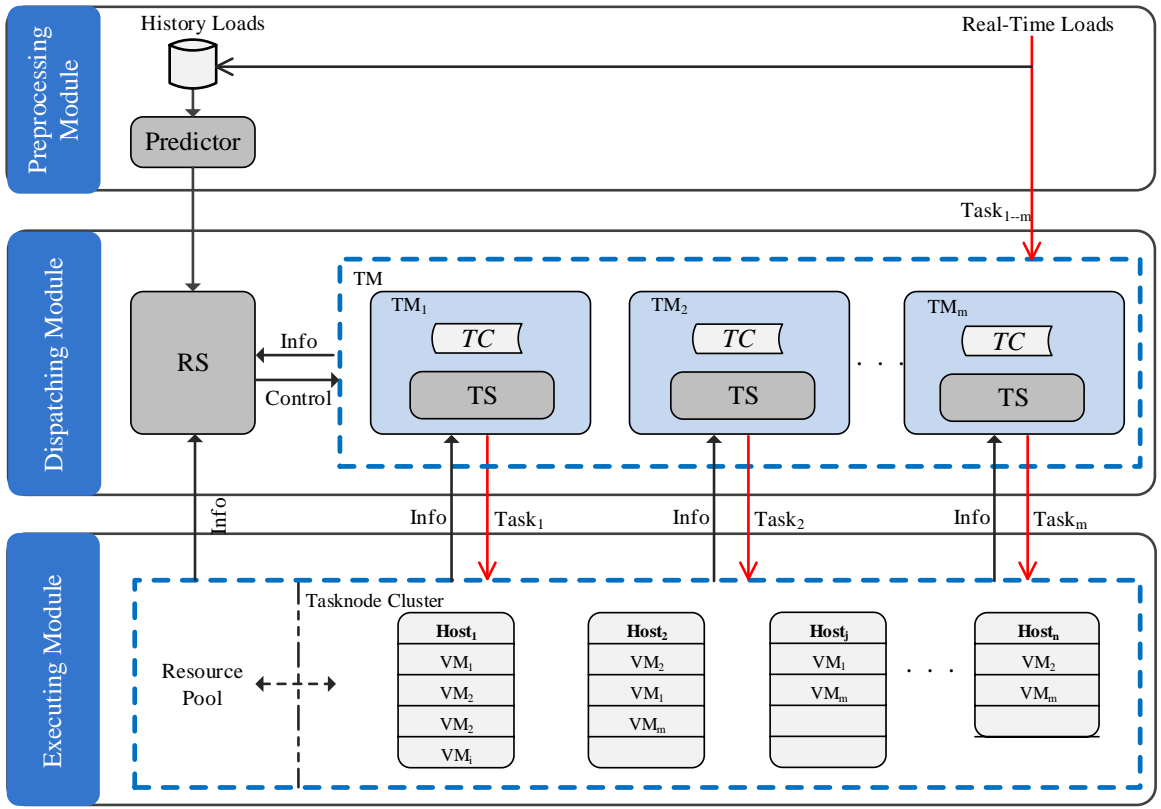 Preprocessing
Module
History Loads
Real-Time Loads
Predictor
Task₁₋₋ₘ
Dispatching Module
RS
Info
Control
TM
TM₁
TC
TS
TM₂
TC
TS
. . .
TMₘ
TC
TS
Info
Info
Task₁
Info
Task₂
Info
Taskₘ
Executing Module
Resource
Pool
Tasknode Cluster
Host₁
VM₁
VM₂
VM₂
VMᵢ
Host₂
VM₂
VM₁
VMₘ
Hostⱼ
VM₁
VMₘ
. . .
Hostₙ
VM₂
VMₘ